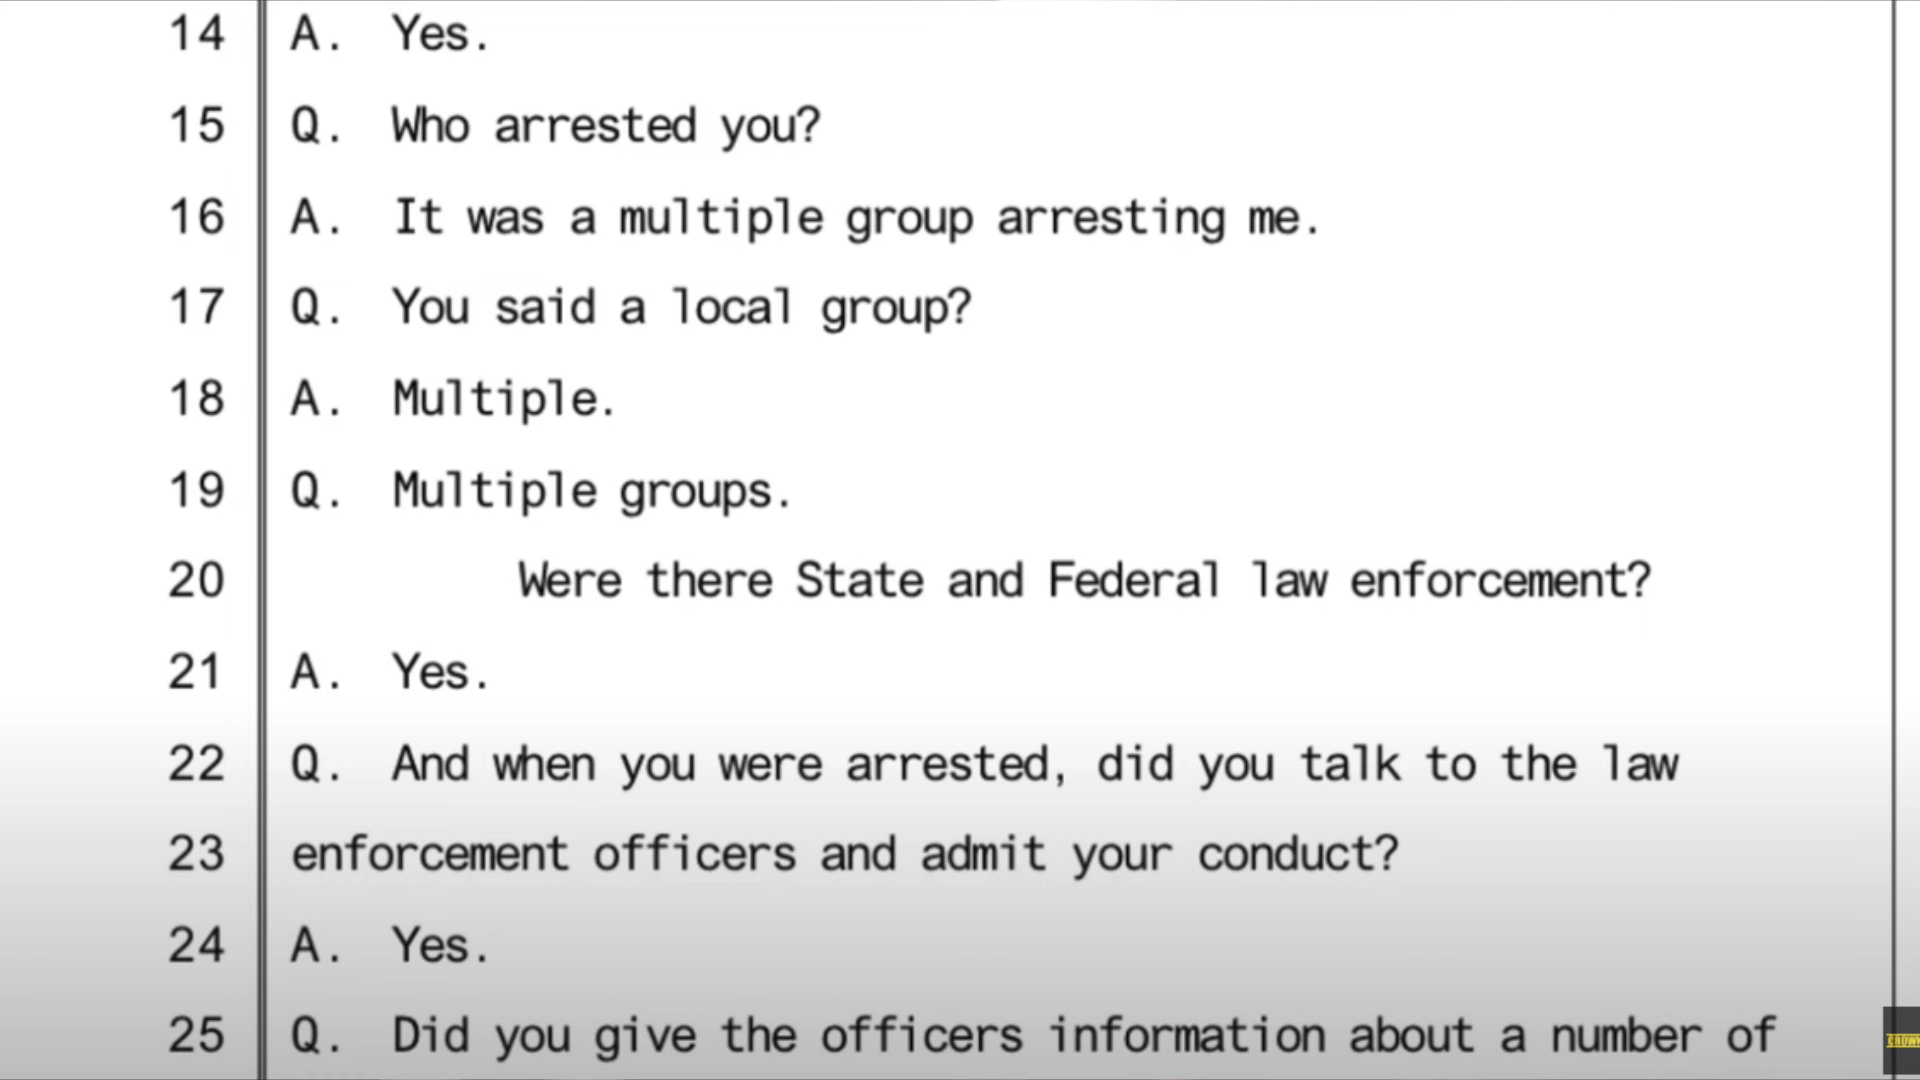 14 A. Yes.
15 Q. Who arrested you?
16 A. It was a multiple group arresting me.
17 Q. You said a local group?
18 A. Multiple.
19 Q. Multiple groups.
20 Were there State and Federal law enforcement?
21 A. Yes.
22 Q. And when you were arrested, did you talk to the law
23 enforcement officers and admit your conduct?
24 A. Yes.
25 Q. Did you give the officers information about a number of